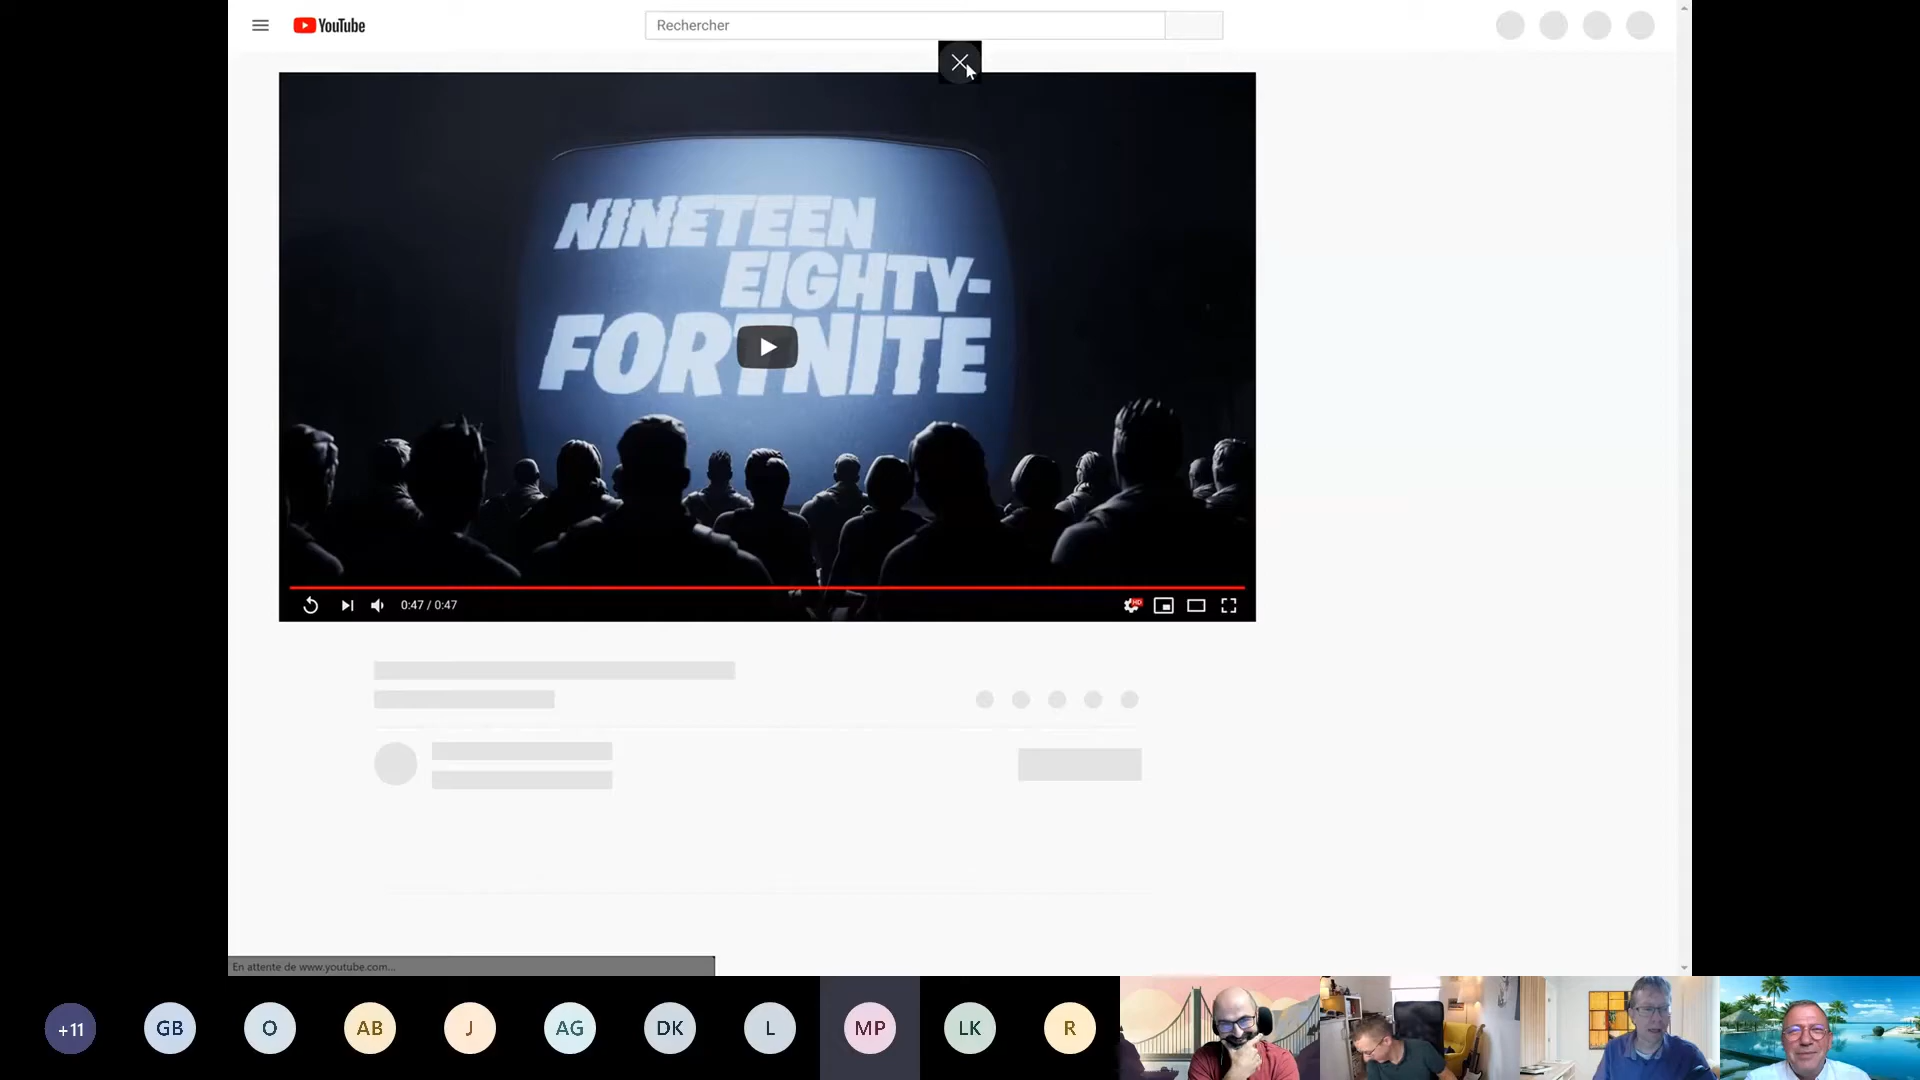 YouTube
Rechercher
NINETEEN
EIGHTY-
FORTNITE
0:47 / 0:47
HD
En attente de www.youtube.com...
+11
GB
O
AB
J
AG
DK
L
MP
LK
R